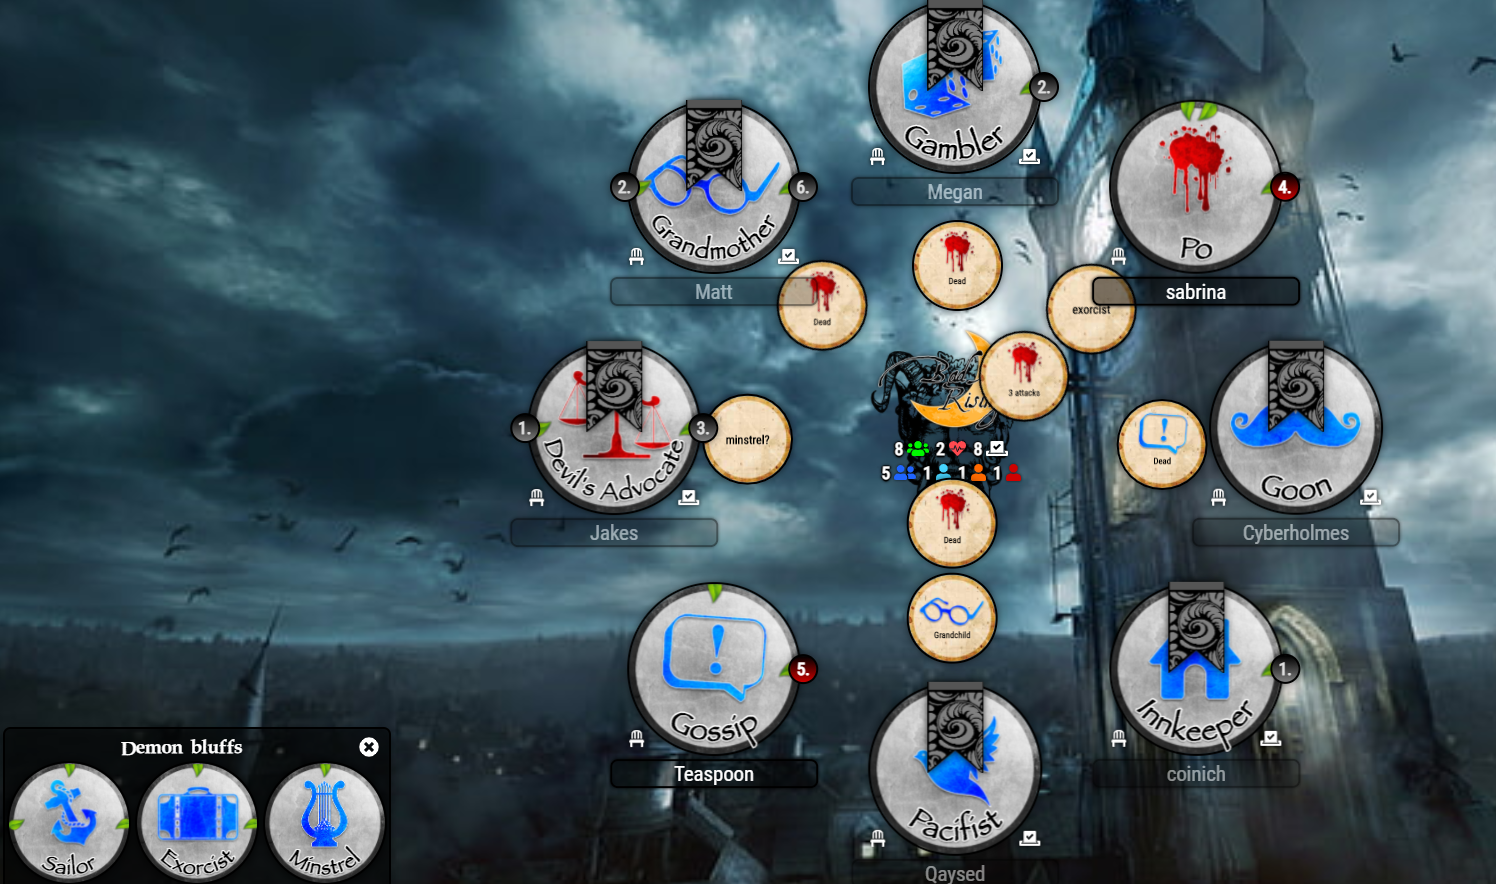 Gambler
2.
Megan
Grandmother
2.
6.
Matt
Po
4.
sabrina
Dead
Dead
exorcist
3 attacks
Devil's Advocate
1.
3.
Jakes
minstrel?
8 2 8
5 1 1 1
Dead
Goon
Cyberholmes
Dead
Grandchild
Gossip
5.
Teaspoon
Innkeeper
1.
coinich
Pacifist
Qaysed
Demon bluffs
Sailor
Exorcist
Minstrel